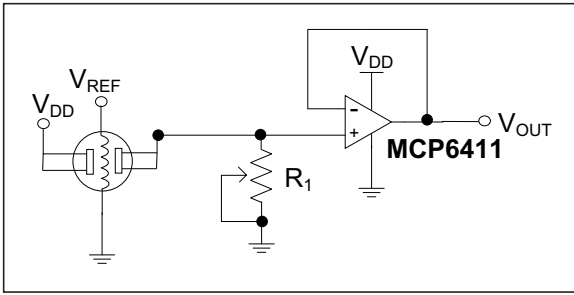 V_REF
V_DD
V_DD
-
+
MCP6411
V_OUT
R_1